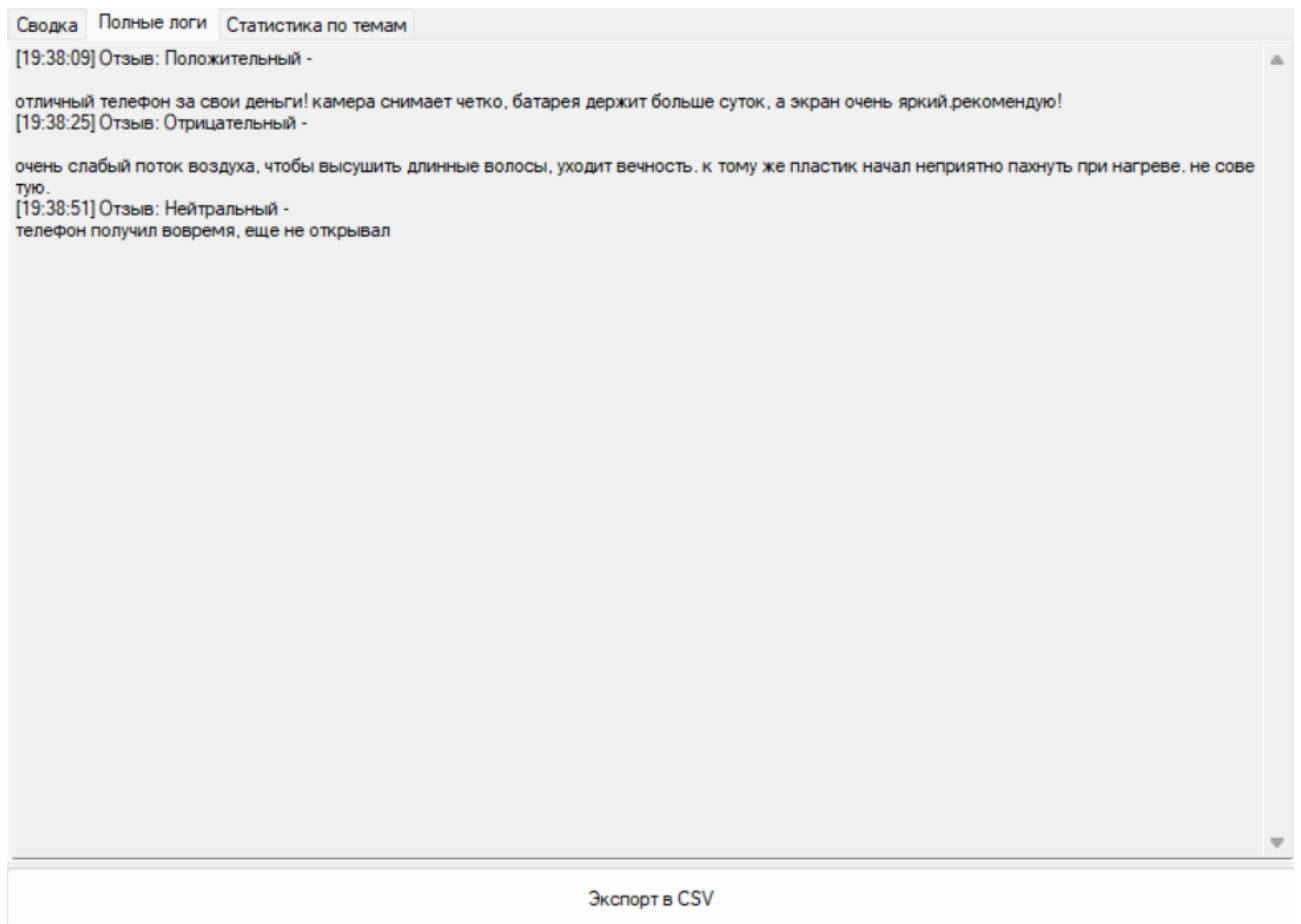 Сводка Полные логи Статистика по темам
[19:38:09] Отзыв: Положительный -
отличный телефон за свои деньги! камера снимает четко, батарея держит больше суток, а экран очень яркий.рекомендую!
[19:38:25] Отзыв: Отрицательный -
очень слабый поток воздуха, чтобы высушить длинные волосы, уходит вечность. к тому же пластик начал неприятно пахнуть при нагреве. не сове
тую.
[19:38:51] Отзыв: Нейтральный -
телефон получил вовремя, еще не открывал
Экспорт в CSV